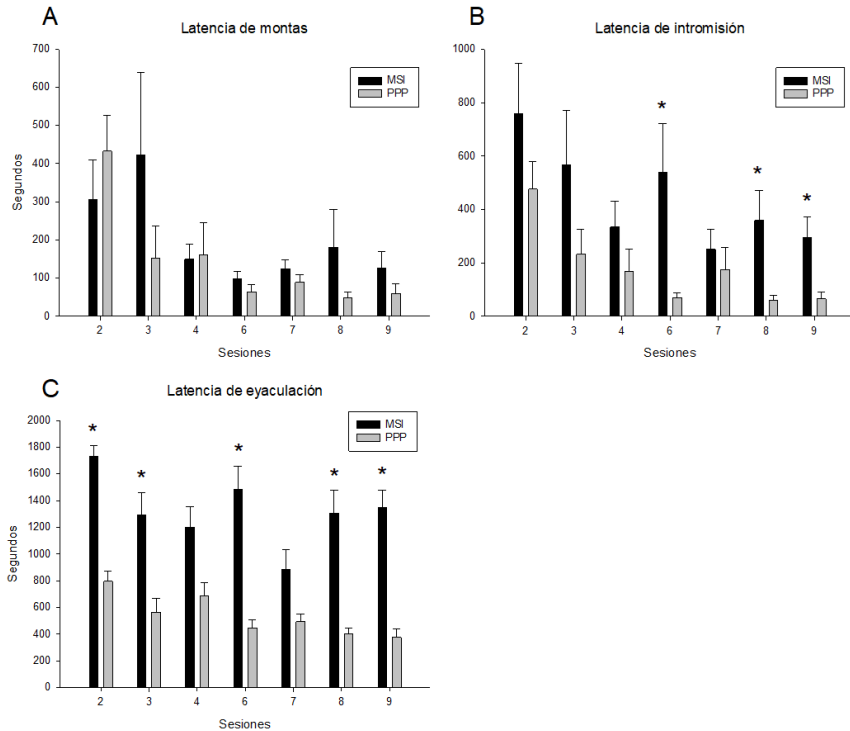 A
Latencia de montas
700
600
500
400
300
200
100
0
Segundos
MSI
PPP
2 3 4 6 7 8 9
Sesiones
B
Latencia de intromisión
1000
800
600
400
200
0
MSI
PPP
* * *
2 3 4 6 7 8 9
Sesiones
C
Latencia de eyaculación
2000
1800
1600
1400
1200
1000
800
600
400
200
0
Segundos
MSI
PPP
* * * * *
2 3 4 6 7 8 9
Sesiones